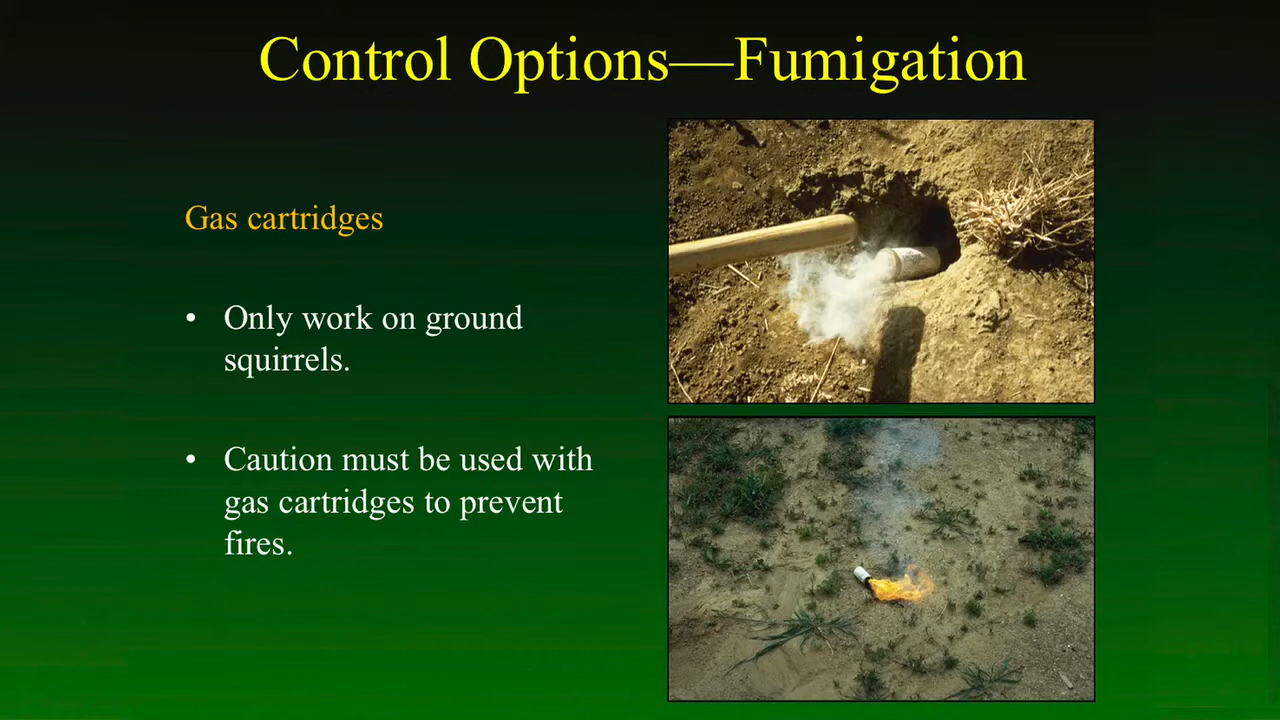 Control Options—Fumigation
Gas cartridges
• Only work on ground
squirrels.
• Caution must be used with
gas cartridges to prevent
fires.